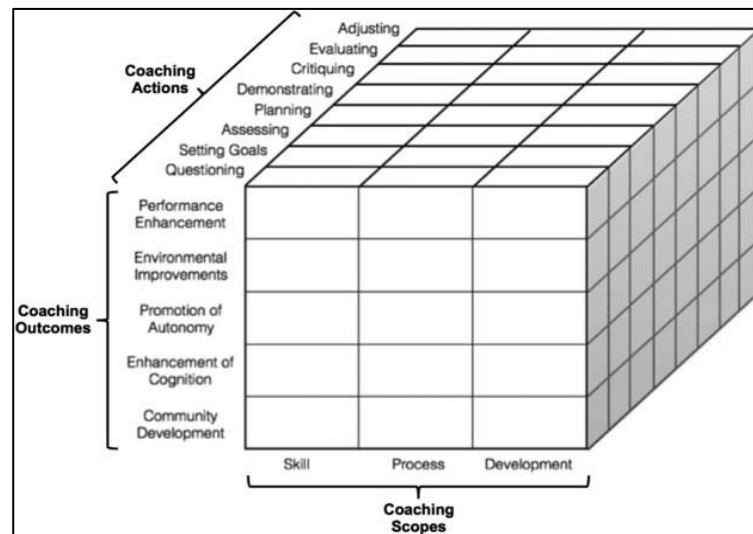 Adjusting
Evaluating
Critiquing
Demonstrating
Planning
Assessing
Setting Goals
Questioning
Coaching
Actions
Performance
Enhancement
Environmental
Improvements
Promotion of
Autonomy
Enhancement of
Cognition
Community
Development
Coaching
Outcomes
Skill
Process
Development
Coaching
Scopes